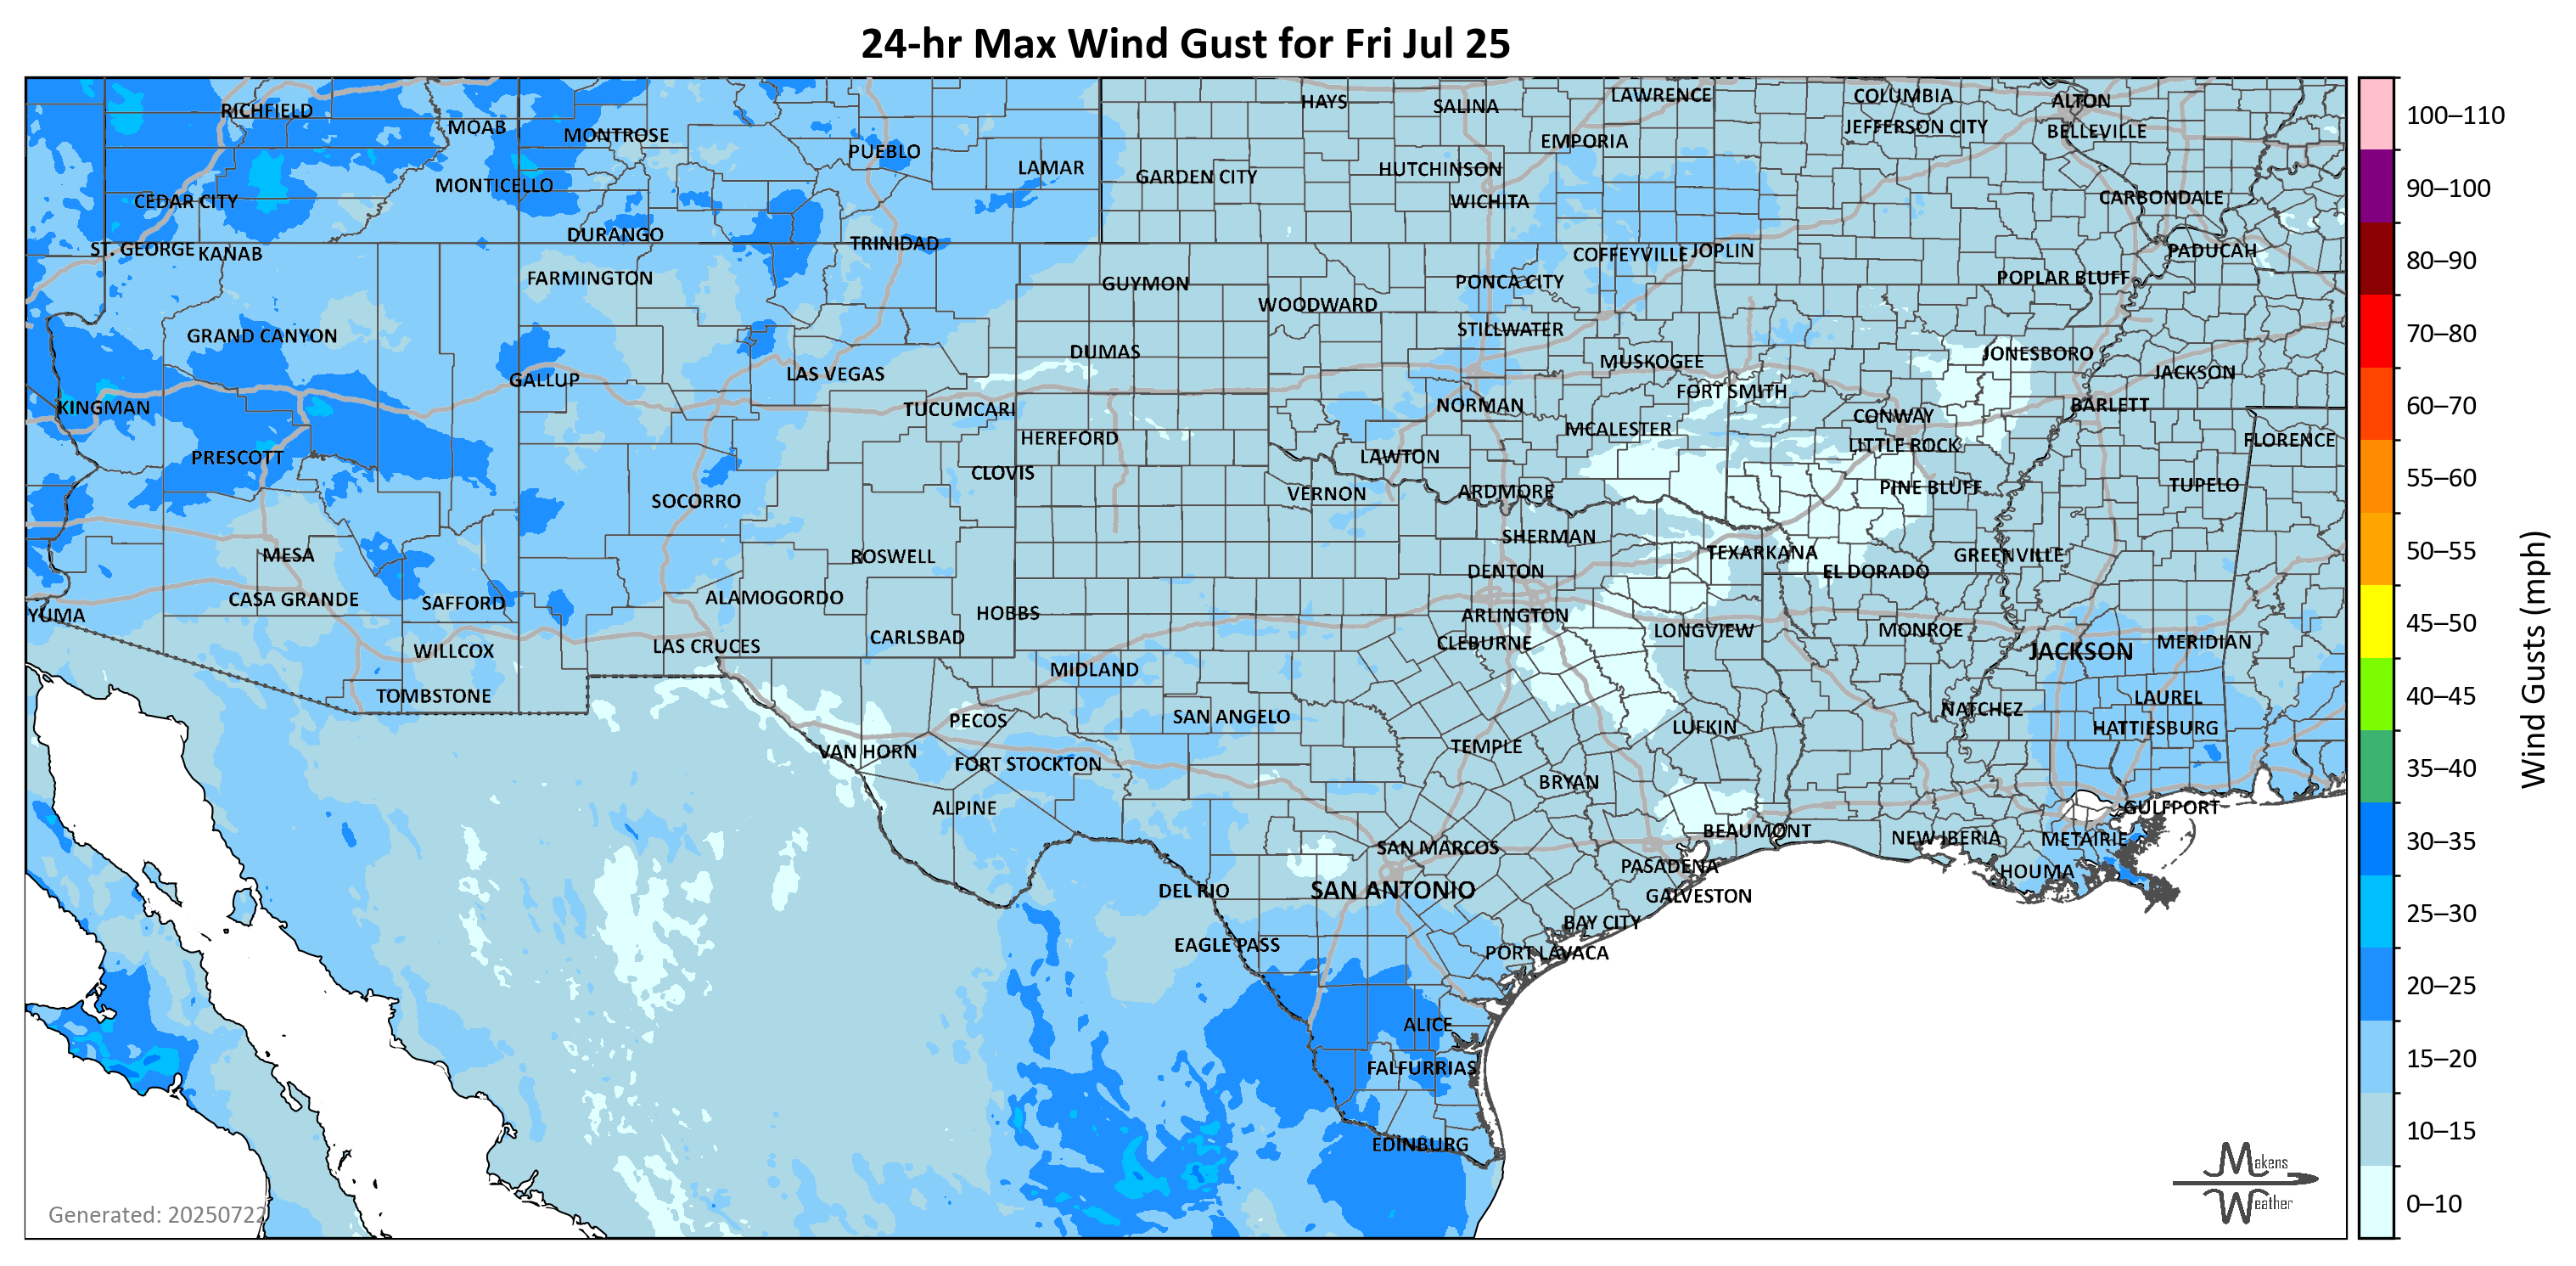 24-hr Max Wind Gust for Fri Jul 25
RICHFIELD
MOAB
MONTROSE
PUEBLO
LAMAR
HAYS
SALINA
LAWRENCE
COLUMBIA
ALTON
JEFFERSON CITY
BELLEVILLE
EMPORIA
HUTCHINSON
GARDEN CITY
WICHITA
MONTICELLO
CEDAR CITY
CARBONDALE
ST. GEORGE
KANAB
DURANGO
TRINIDAD
COFFEYVILLE
JOPLIN
PADUCAH
FARMINGTON
GUYMON
PONCA CITY
POPLAR BLUFF
WOODWARD
GRAND CANYON
STILLWATER
DUMAS
MUSKOGEE
JONESBORO
GALLUP
LAS VEGAS
JACKSON
FORT SMITH
KINGMAN
TUCUMCARI
NORMAN
CONWAY
BARLETT
HEREFORD
MCALESTER
LITTLE ROCK
FLORENCE
PRESCOTT
CLOVIS
LAWTON
SOCORRO
VERNON
ARDMORE
PINE BLUFF
TUPELO
MESA
ROSWELL
SHERMAN
TEXARKANA
GREENVILLE
DENTON
EL DORADO
CASA GRANDE
SAFFORD
ALAMOGORDO
HOBBS
ARLINGTON
YUMA
WILLCOX
LAS CRUCES
CARLSBAD
CLEBURNE
LONGVIEW
MONROE
JACKSON
MERIDIAN
MIDLAND
TOMBSTONE
PECOS
SAN ANGELO
LUFKIN
NATCHEZ
LAUREL
HATTIESBURG
VAN HORN
FORT STOCKTON
TEMPLE
BRYAN
ALPINE
GULFPORT
BEAUMONT
NEW IBERIA
METAIRIE
SAN MARCOS
PASADENA
HOUMA
DEL RIO
SAN ANTONIO
GALVESTON
BAY CITY
EAGLE PASS
PORT LAVACA
ALICE
FALFURRIAS
EDINBURG
Generated: 20250722
Makens
Weather
100–110
90–100
80–90
70–80
60–70
55–60
50–55
45–50
40–45
35–40
30–35
25–30
20–25
15–20
10–15
0–10
Wind Gusts (mph)